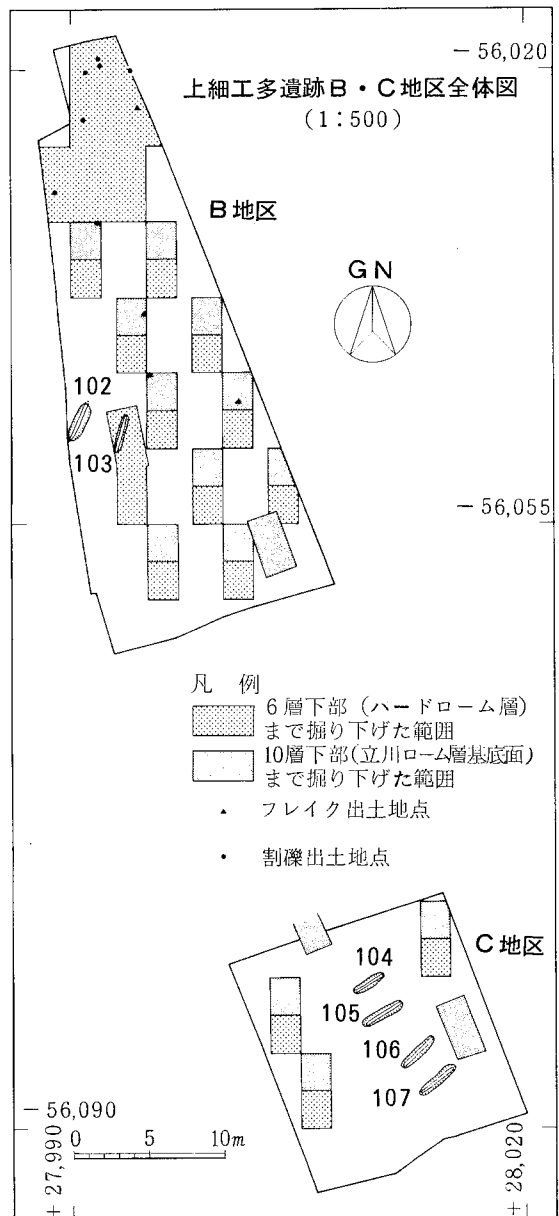 －56,020
上細工多遺跡B・C地区全体図
（1：500）
B地区
GN
102
103
－56,055
凡　例
6層下部（ハードローム層）
まで掘り下げた範囲
10層下部（立川ローム層基底面）
まで掘り下げた範囲
フレイク出土地点
割礫出土地点
C地区
104
105
106
107
－56,090
0 5 10m
＋27,990
＋28,020